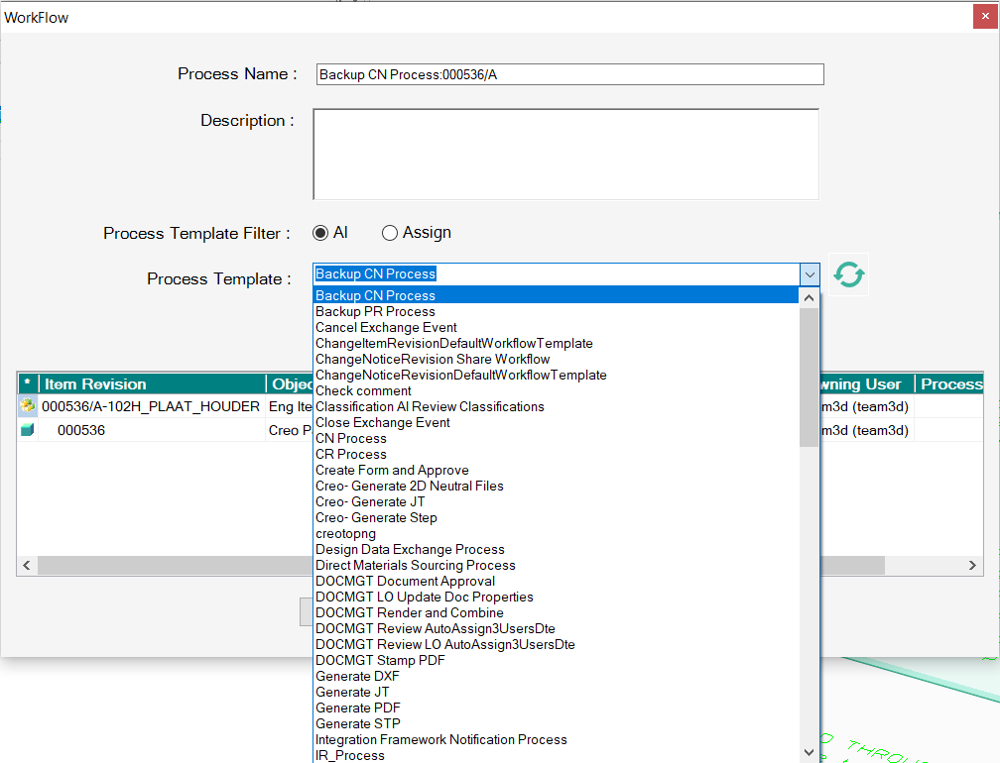 WorkFlow
Process Name :
Backup CN Process:000536/A
Description :
Process Template Filter :
Al
Assign
Process Template :
Backup CN Process
Backup CN Process
Backup PR Process
Cancel Exchange Event
ChangeItemRevisionDefaultWorkflowTemplate
ChangeNoticeRevision Share Workflow
ChangeNoticeRevisionDefaultWorkflowTemplate
Check comment
Classification AI Review Classifications
Close Exchange Event
CN Process
CR Process
Create Form and Approve
Creo- Generate 2D Neutral Files
Creo- Generate JT
Creo- Generate Step
creotopng
Design Data Exchange Process
Direct Materials Sourcing Process
DOCMGT Document Approval
DOCMGT LO Update Doc Properties
DOCMGT Render and Combine
DOCMGT Review AutoAssign3UsersDte
DOCMGT Review LO AutoAssign3UsersDte
DOCMGT Stamp PDF
Generate DXF
Generate JT
Generate PDF
Generate STP
Integration Framework Notification Process
IR_Process
* Item Revision Objec wning User Process
000536/A-102H_PLAAT_HOUDER Eng Ite m3d (team3d)
000536 Creo P m3d (team3d)
THROU